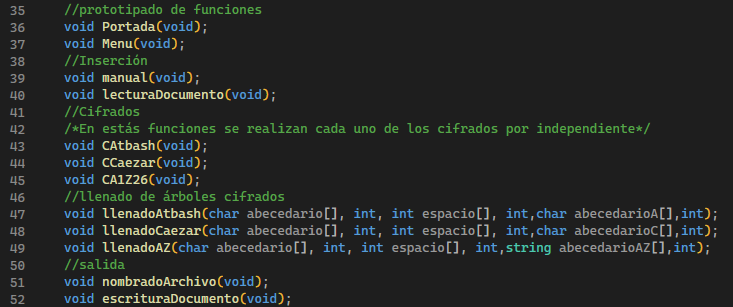 35 //prototipado de funciones
36 void Portada(void);
37 void Menu(void);
38 //Inserción
39 void manual(void);
40 void lecturaDocumento(void);
41 //Cifrados
42 /*En estás funciones se realizan cada uno de los cifrados por independiente*/
43 void CAtbash(void);
44 void CCaezar(void);
45 void CA1Z26(void);
46 //llenado de árboles cifrados
47 void llenadoAtbash(char abecedario[], int, int espacio[], int,char abecedarioA[],int);
48 void llenadoCaezar(char abecedario[], int, int espacio[], int,char abecedarioC[],int);
49 void llenadoAZ(char abecedario[], int, int espacio[], int,string abecedarioAZ[],int);
50 //salida
51 void nombradoArchivo(void);
52 void escrituraDocumento(void);